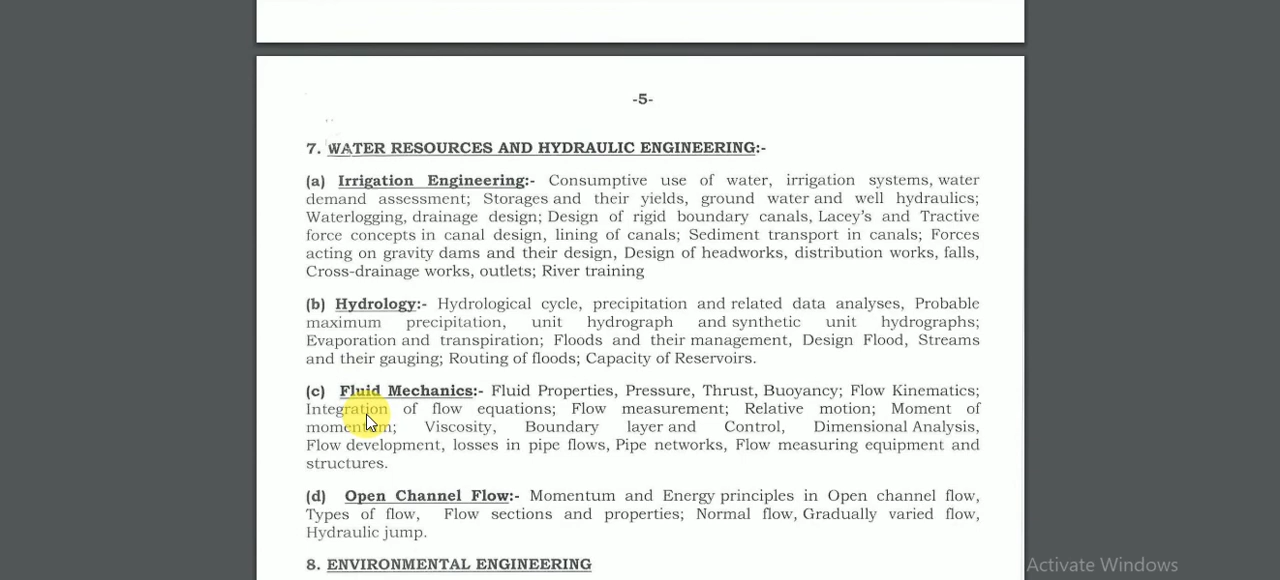 -5-
7. WATER RESOURCES AND HYDRAULIC ENGINEERING:-
(a) Irrigation Engineering:- Consumptive use of water, irrigation systems, water
demand assessment; Storages and their yields, ground water and well hydraulics;
Waterlogging, drainage design; Design of rigid boundary canals, Lacey's and Tractive
force concepts in canal design, lining of canals; Sediment transport in canals; Forces
acting on gravity dams and their design, Design of headworks, distribution works, falls,
Cross-drainage works, outlets; River training
(b) Hydrology:- Hydrological cycle, precipitation and related data analyses, Probable
maximum precipitation, unit hydrograph and synthetic unit hydrographs;
Evaporation and transpiration; Floods and their management, Design Flood, Streams
and their gauging; Routing of floods; Capacity of Reservoirs.
(c) Fluid Mechanics:- Fluid Properties, Pressure, Thrust, Buoyancy; Flow Kinematics;
Integration of flow equations; Flow measurement; Relative motion; Moment of
momentum; Viscosity, Boundary layer and Control, Dimensional Analysis,
Flow development, losses in pipe flows, Pipe networks, Flow measuring equipment and
structures.
(d) Open Channel Flow:- Momentum and Energy principles in Open channel flow,
Types of flow, Flow sections and properties; Normal flow, Gradually varied flow,
Hydraulic jump.
8. ENVIRONMENTAL ENGINEERING
Activate Windows